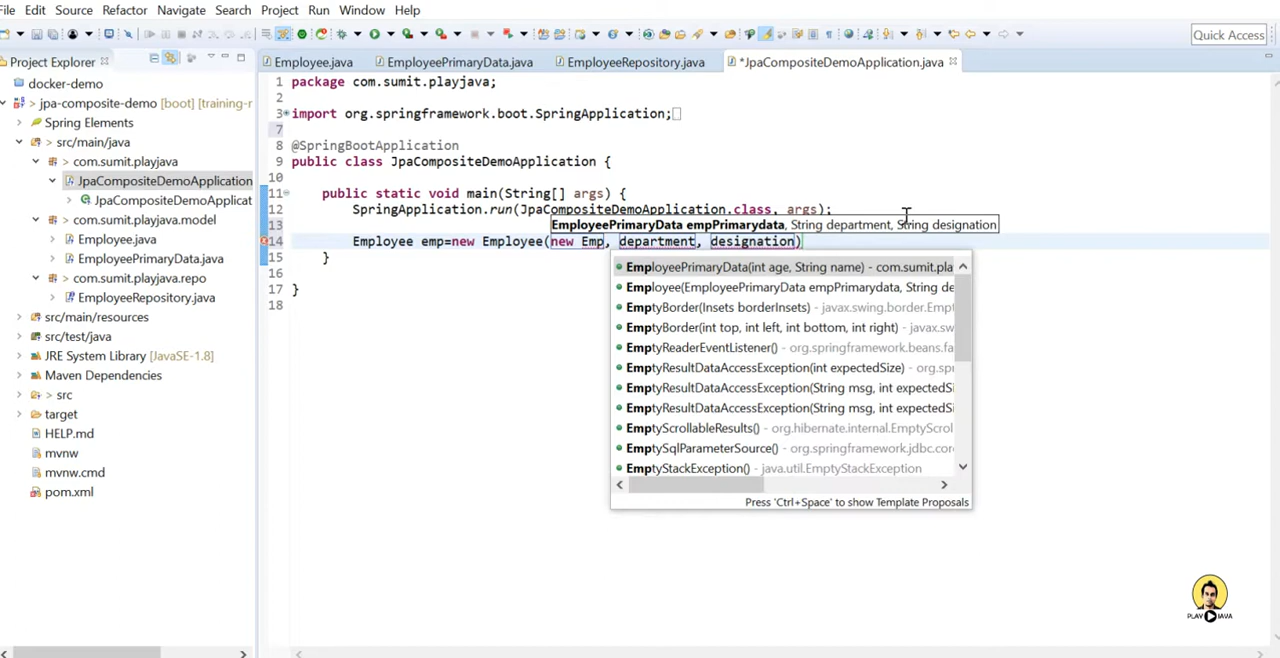 File Edit Source Refactor Navigate Search Project Run Window Help
Quick Access
Project Explorer
Employee.java
EmployeePrimaryData.java
EmployeeRepository.java
*JpaCompositeDemoApplication.java
docker-demo
jpa-composite-demo [boot] [training-r
Spring Elements
src/main/java
com.sumit.playjava
JpaCompositeDemoApplication
JpaCompositeDemoApplicat
com.sumit.playjava.model
Employee.java
EmployeePrimaryData.java
com.sumit.playjava.repo
EmployeeRepository.java
src/main/resources
src/test/java
JRE System Library [JavaSE-1.8]
Maven Dependencies
src
target
HELP.md
mvnw
mvnw.cmd
pom.xml
1 package com.sumit.playjava;
2
3 import org.springframework.boot.SpringApplication;
7
8 @SpringBootApplication
9 public class JpaCompositeDemoApplication {
10
11 public static void main(String[] args) {
12 SpringApplication.run(JpaCompositeDemoApplication.class, args);
13
EmployeePrimaryData empPrimarydata, String department, String designation
14 Employee emp=new Employee(new Emp, department, designation)
15 }
16
17 }
18
EmployeePrimaryData(int age, String name) - com.sumit.pla
Employee(EmployeePrimaryData empPrimarydata, String de
EmptyBorder(Insets borderInsets) - javax.swing.border.Empt
EmptyBorder(int top, int left, int bottom, int right) - javax.sw
EmptyReaderEventListener() - org.springframework.beans.fa
EmptyResultDataAccessException(int expectedSize) - org.spr
EmptyResultDataAccessException(String msg, int expectedSi
EmptyResultDataAccessException(String msg, int expectedSi
EmptyScrollableResults() - org.hibernate.internal.EmptyScrol
EmptySqlParameterSource() - org.springframework.jdbc.core
EmptyStackException() - java.util.EmptyStackException
Press 'Ctrl+Space' to show Template Proposals
PLAY JAVA